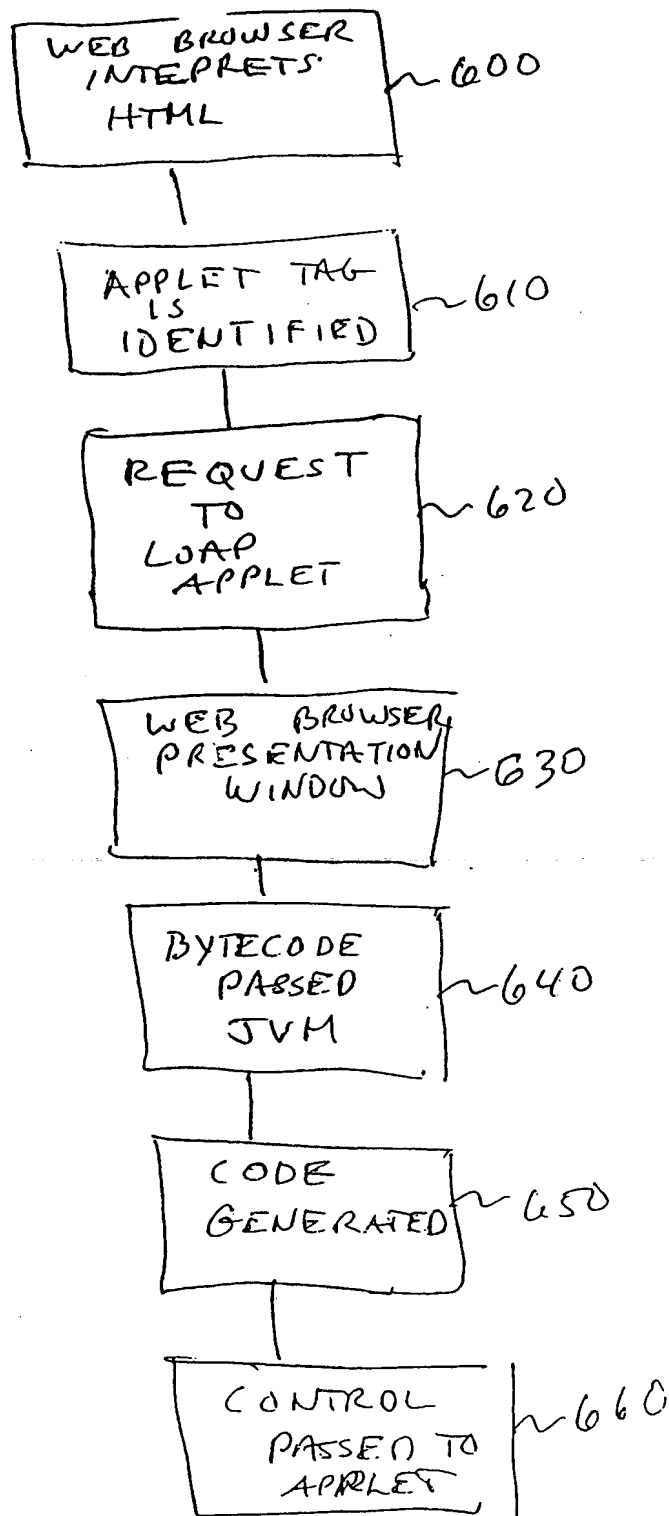 WEB BROWSER
INTEPRETS
HTML
600
APPLET TAG
IS
IDENTIFIED
610
REQUEST
TO
LOAP
APPLET
620
WEB BROWSER
PRESENTATION
WINDOW
630
BYTECODE
PASSED
JVM
640
CODE
GENERATED
650
CONTROL
PASSED TO
APPLET
660